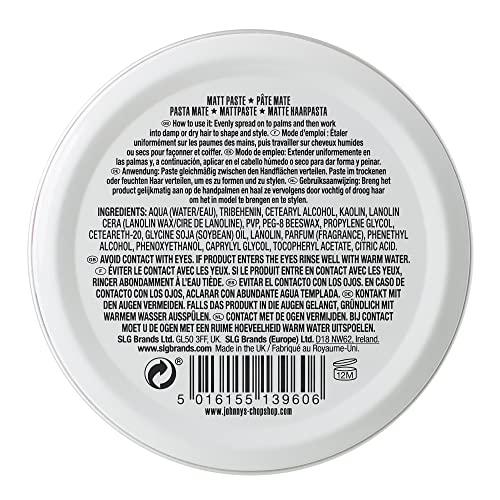 MATT PASTE ★ PÂTE MATE
PASTA MATE ★ MATTPASTE ★ MATTE HAARPASTA
GB How to use it: Evenly spread on to palms and then work
into damp or dry hair to shape and style. F Mode d'emploi: Étaler
uniformément sur les paumes des mains, puis travailler sur cheveux humides
ou secs pour façonner et coiffer. E Modo de empleo: Extender uniformemente en
las palmas y, a continuación, aplicar en el cabello húmedo o seco para dar forma y peinar.
D Anwendung: Paste gleichmäßig zwischen den Handflächen verteilen. Paste im trockenen
oder feuchten Haar verteilen, um es zu formen und zu stylen. NL Gebruiksaanwijzing: Breng het
product gelijkmatig aan op de handpalmen en haal ze vervolgens door vochtig of droog haar
om het in model te brengen en te stylen.
INGREDIENTS: AQUA (WATER/EAU), TRIBEHENIN, CETEARYL ALCOHOL, KAOLIN, LANOLIN
CERA (LANOLIN WAX/CIRE DE LANOLINE), PVP, PEG-8 BEESWAX, PROPYLENE GLYCOL,
CETEARETH-20, GLYCINE SOJA (SOYBEAN) OIL, LANOLIN, PARFUM (FRAGRANCE), PHENETHYL
ALCOHOL, PHENOXYETHANOL, CAPRYLYL GLYCOL, TOCOPHERYL ACETATE, CITRIC ACID.
GB AVOID CONTACT WITH EYES. IF PRODUCT ENTERS THE EYES RINSE WELL WITH WARM WATER.
F ÉVITER LE CONTACT AVEC LES YEUX. SI LE PRODUIT ENTRE EN CONTACT AVEC LES YEUX,
RINCER ABONDAMMENT À L'EAU TIÈDE. E EVITAR EL CONTACTO CON LOS OJOS. EN CASO DE
CONTACTO CON LOS OJOS, ACLARAR CON ABUNDANTE AGUA TEMPLADA. D KONTAKT MIT
DEN AUGEN VERMEIDEN. FALLS DAS PRODUKT IN DIE AUGEN GELANGT, GRÜNDLICH MIT
WARMEM WASSER AUSSPÜLEN. NL CONTACT MET DE OGEN VERMIJDEN. BIJ CONTACT
MOET U DE OGEN MET EEN RUIME HOEVEELHEID WARM WATER UITSPOELEN.
SLG Brands Ltd. GL50 3FF, UK. SLG Brands (Europe) Ltd. D18 NW62, Ireland.
www.slgbrands.com Made in the UK / Fabriqué au Royaume-Uni.
12M
5 016155 139606
www.johnnys-chopshop.com